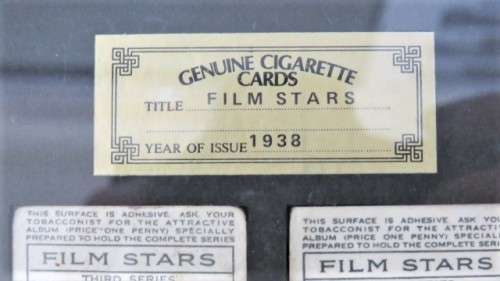 GENUINE CIGARETTE
CARDS
TITLE FILM STARS
YEAR OF ISSUE 1938
THIS SURFACE IS ADHESIVE. ASK YOUR
TOBACCONIST FOR THE ATTRACTIVE
ALBUM (PRICE ONE PENNY) SPECIALLY
PREPARED TO HOLD THE COMPLETE SERIES
FILM STARS
THIRD SERIES
THIS SURFACE IS ADHESIVE. ASK YOU
TOBACCONIST FOR THE ATTRACTIV
ALBUM (PRICE ONE PENNY) SPECIALL
PREPARED TO HOLD THE COMPLETE SERIE
FILM STARS